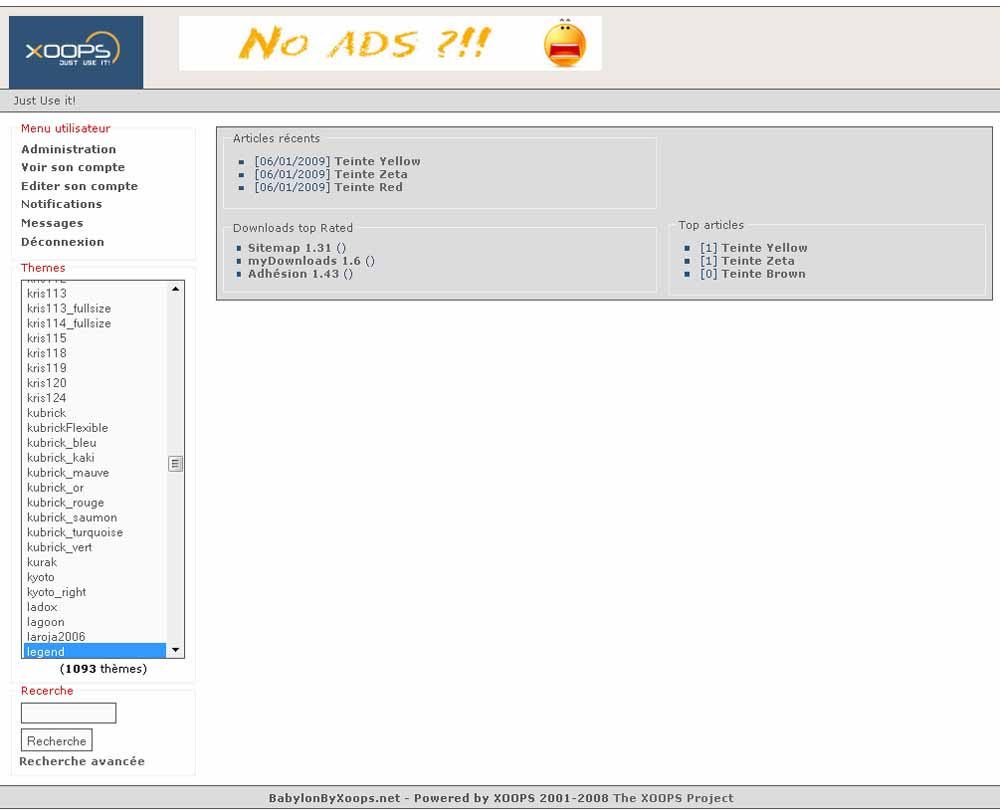 XOOPS
JUST USE IT!
No ADS ?!!
Just Use it!
Menu utilisateur
Administration
Voir son compte
Editer son compte
Notifications
Messages
Déconnexion
Themes
kris113
kris113_fullsize
kris114_fullsize
kris115
kris118
kris119
kris120
kris124
kubrick
kubrickFlexible
kubrick_bleu
kubrick_kaki
kubrick_mauve
kubrick_or
kubrick_rouge
kubrick_saumon
kubrick_turquoise
kubrick_vert
kurak
kyoto
kyoto_right
ladox
lagoon
laroja2006
legend
(1093 thèmes)
Recerche
Recherche
Recherche avancée
Articles récents
[06/01/2009] Teinte Yellow
[06/01/2009] Teinte Zeta
[06/01/2009] Teinte Red
Downloads top Rated
Sitemap 1.31 ()
myDownloads 1.6 ()
Adhésion 1.43 ()
Top articles
[1] Teinte Yellow
[1] Teinte Zeta
[0] Teinte Brown
BabylonByXoops.net - Powered by XOOPS 2001-2008 The XOOPS Project